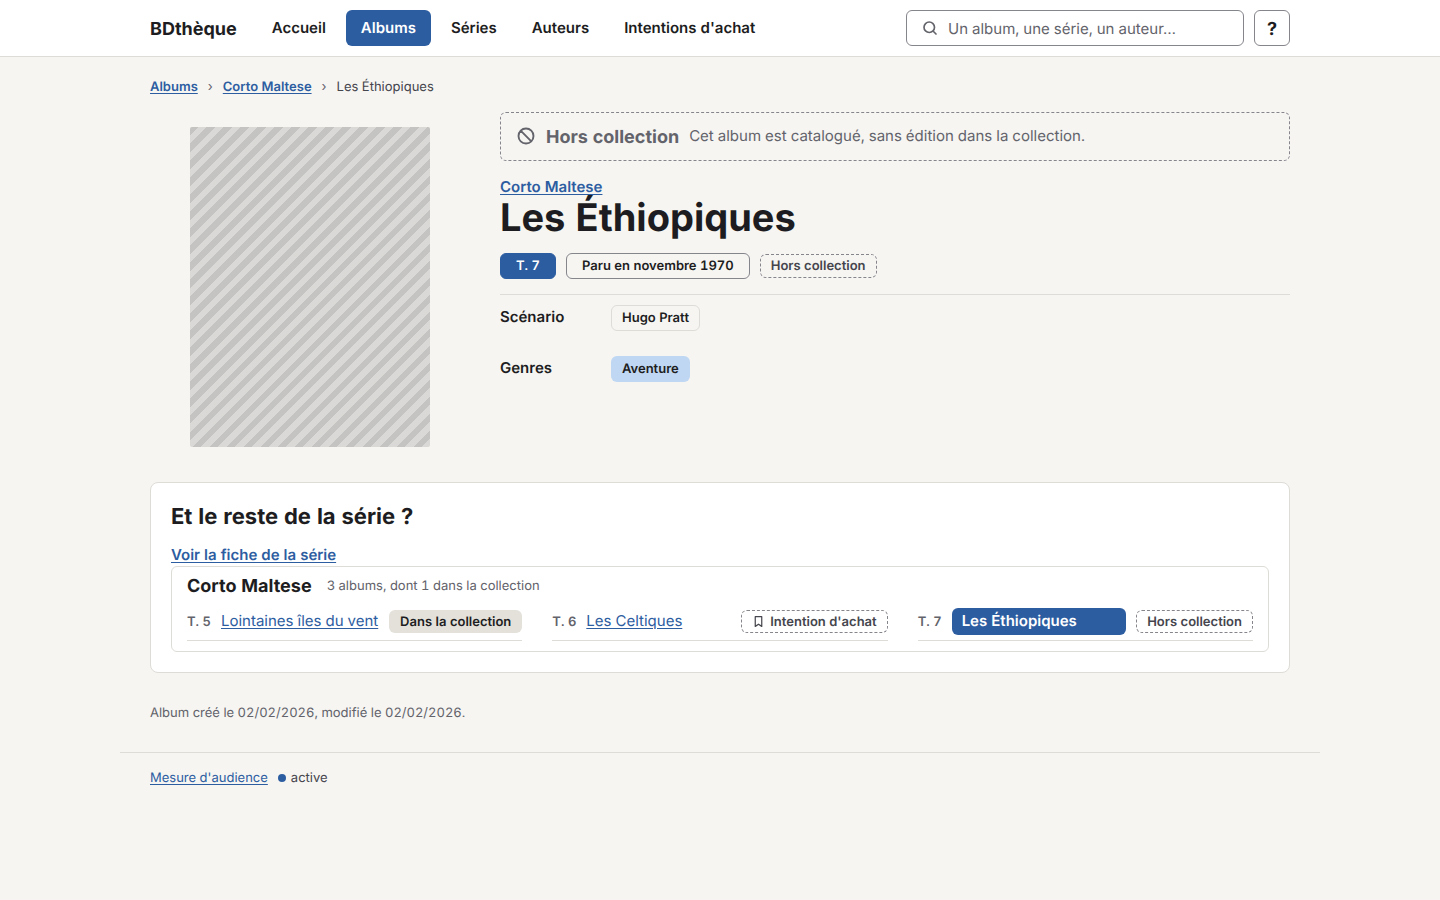 BDthèque Accueil Albums Séries Auteurs Intentions d'achat Un album, une série, un auteur... ?
Albums › Corto Maltese › Les Éthiopiques
Hors collection Cet album est catalogué, sans édition dans la collection.
Corto Maltese
Les Éthiopiques
T. 7 Paru en novembre 1970 Hors collection
Scénario Hugo Pratt
Genres Aventure
Et le reste de la série ?
Voir la fiche de la série
Corto Maltese 3 albums, dont 1 dans la collection
T. 5 Lointaines îles du vent Dans la collection T. 6 Les Celtiques Intention d'achat T. 7 Les Éthiopiques Hors collection
Album créé le 02/02/2026, modifié le 02/02/2026.
Mesure d'audience active